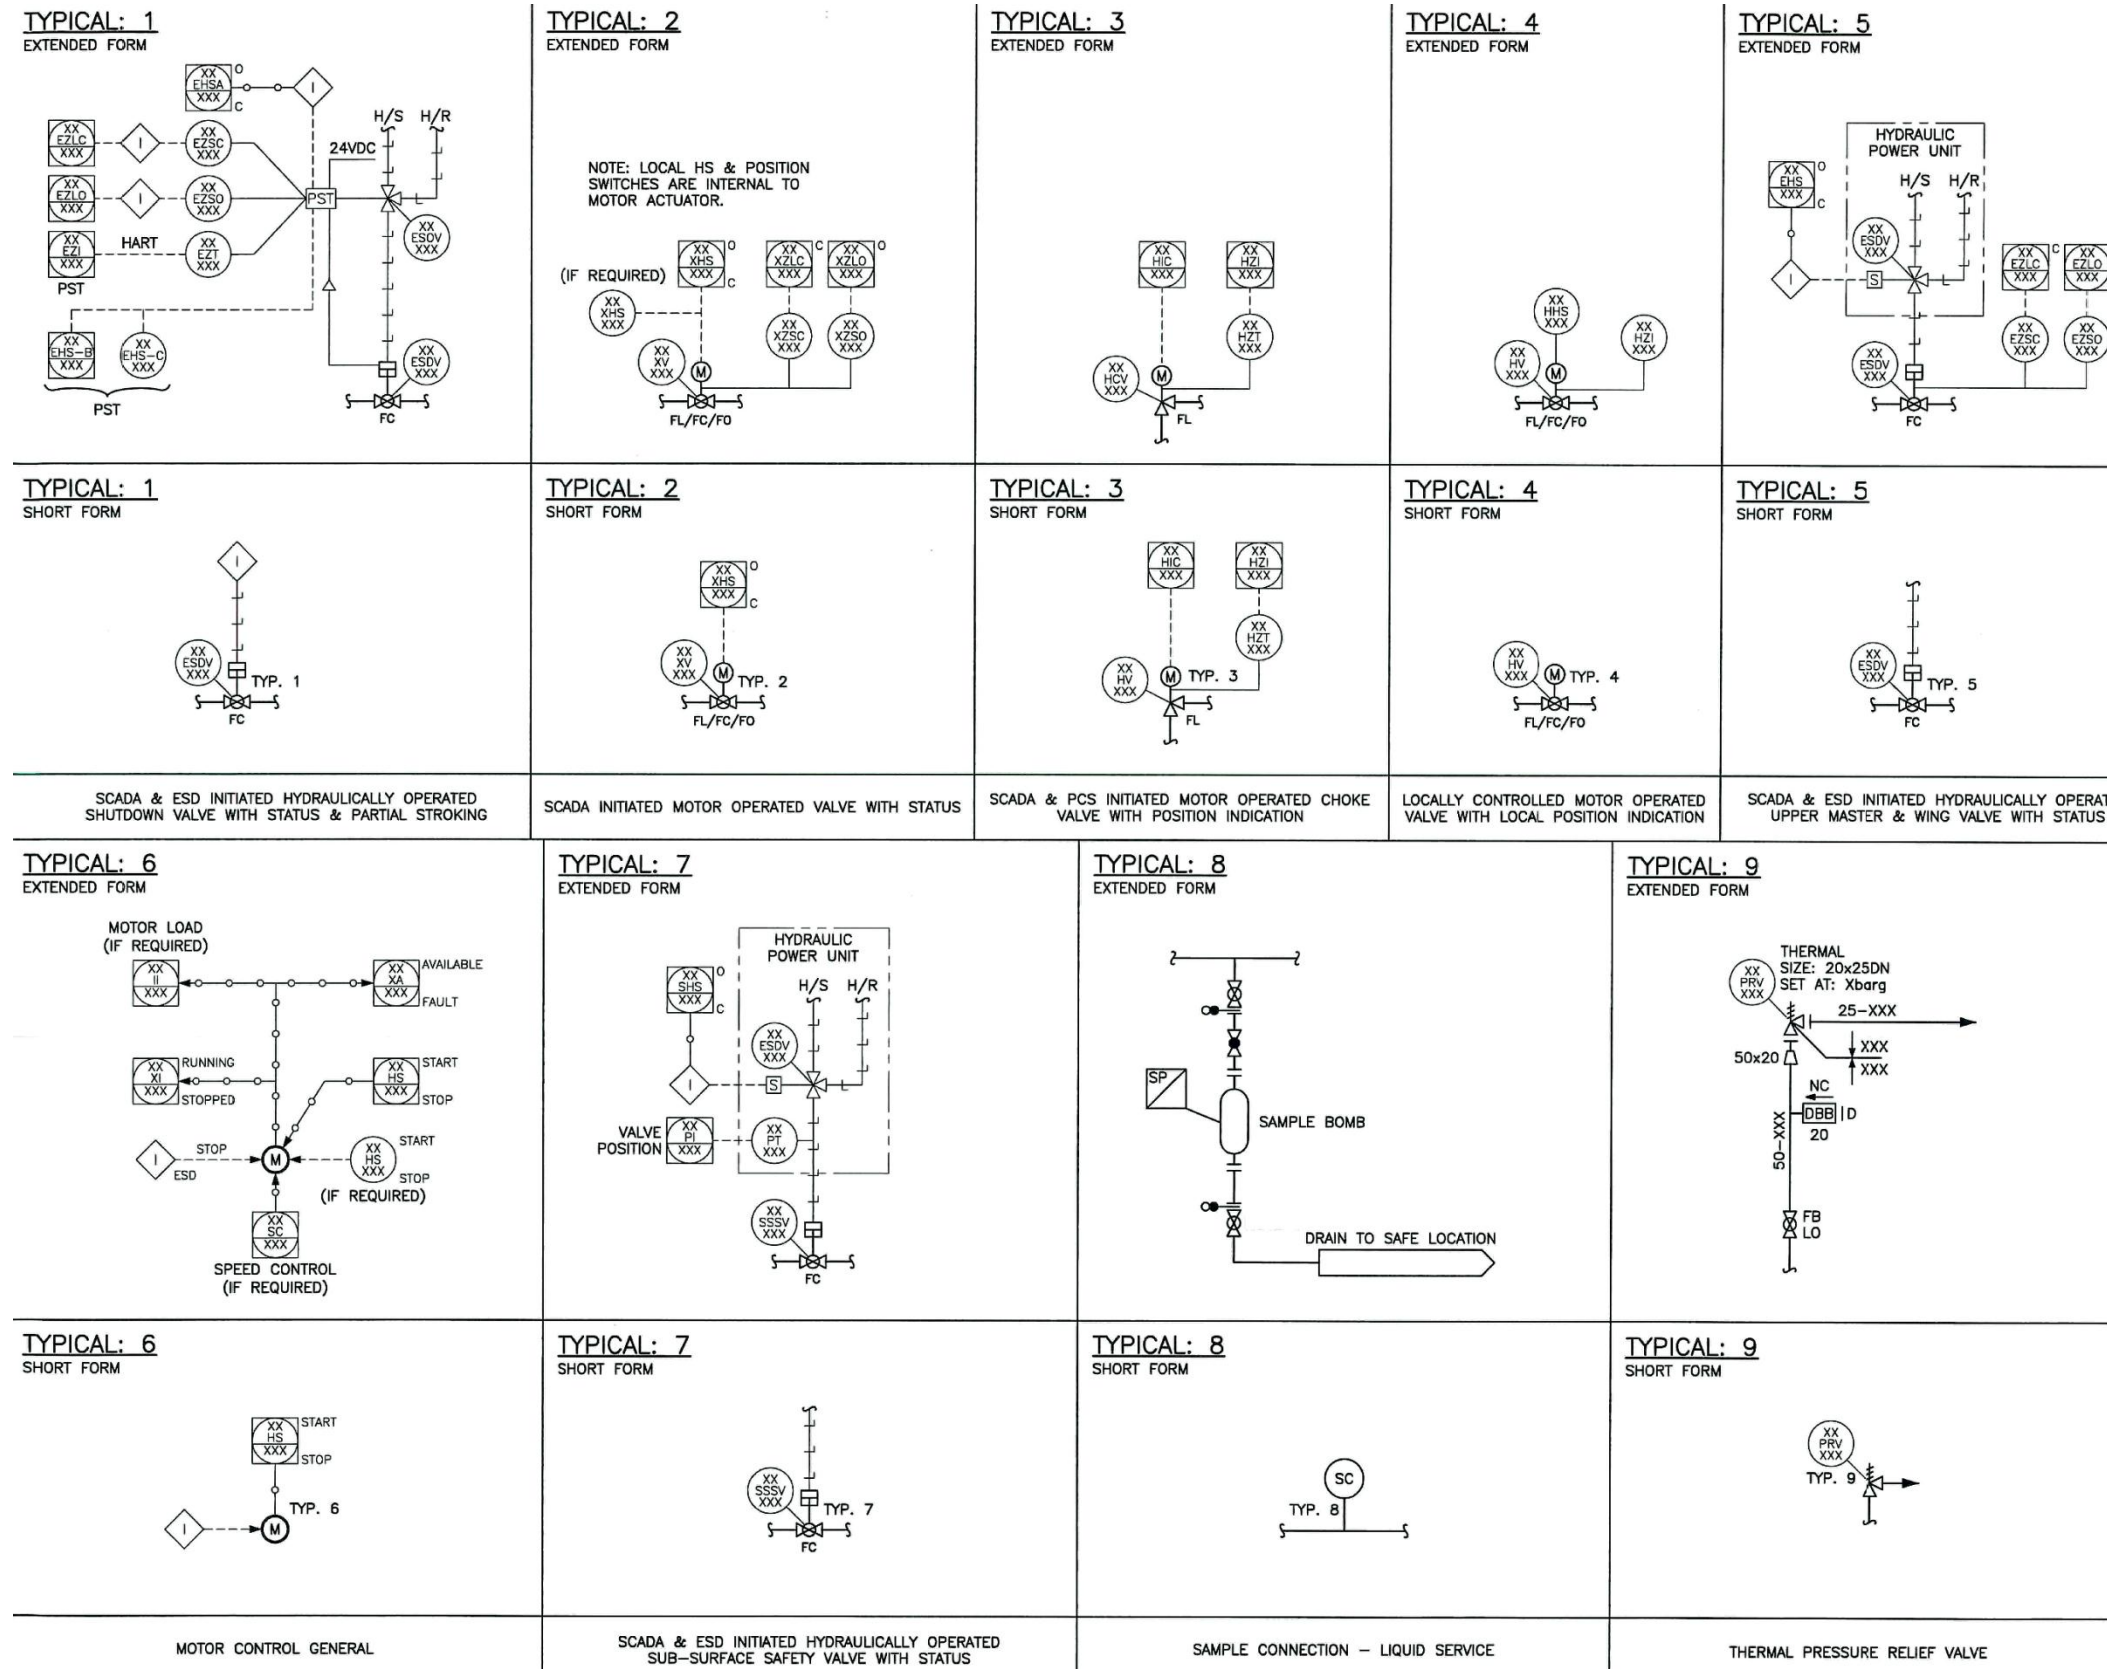 TYPICAL: 1
EXTENDED FORM
XX
EHSA
XXX
O
C
I
XX
EZLC
XXX
I
XX
EZSC
XXX
H/S
H/R
24VDC
XX
EZLO
XXX
I
XX
EZSO
XXX
PST
XX
ESDV
XXX
XX
EZI
XXX
HART
XX
EZT
XXX
PST
XX
EHS-B
XXX
XX
EHS-C
XXX
PST
XX
ESDV
XXX
FC
TYPICAL: 2
EXTENDED FORM
NOTE: LOCAL HS & POSITION
SWITCHES ARE INTERNAL TO
MOTOR ACTUATOR.
(IF REQUIRED)
XX
XHS
XXX
O
C
XX
XZLC
XXX
C
XX
XZLO
XXX
O
XX
XHS
XXX
XX
XZSC
XXX
XX
XZSO
XXX
XX
XV
XXX
M
FL/FC/FO
TYPICAL: 3
EXTENDED FORM
XX
HIC
XXX
XX
HZI
XXX
XX
HZT
XXX
XX
HCV
XXX
M
FL
TYPICAL: 4
EXTENDED FORM
XX
HHS
XXX
XX
HZI
XXX
XX
HV
XXX
M
FL/FC/FO
TYPICAL: 5
EXTENDED FORM
HYDRAULIC
POWER UNIT
XX
EHS
XXX
O
C
H/S
H/R
XX
ESDV
XXX
I
S
XX
EZLC
XXX
C
XX
EZLO
XXX
XX
EZSC
XXX
XX
EZSO
XXX
XX
ESDV
XXX
FC
TYPICAL: 1
SHORT FORM
I
XX
ESDV
XXX
TYP. 1
FC
TYPICAL: 2
SHORT FORM
XX
XHS
XXX
O
C
XX
XV
XXX
M
TYP. 2
FL/FC/FO
TYPICAL: 3
SHORT FORM
XX
HIC
XXX
XX
HZI
XXX
XX
HZT
XXX
XX
HV
XXX
M
TYP. 3
FL
TYPICAL: 4
SHORT FORM
XX
HV
XXX
M
TYP. 4
FL/FC/FO
TYPICAL: 5
SHORT FORM
XX
ESDV
XXX
TYP. 5
FC
SCADA & ESD INITIATED HYDRAULICALLY OPERATED
SHUTDOWN VALVE WITH STATUS & PARTIAL STROKING
SCADA INITIATED MOTOR OPERATED VALVE WITH STATUS
SCADA & PCS INITIATED MOTOR OPERATED CHOKE
VALVE WITH POSITION INDICATION
LOCALLY CONTROLLED MOTOR OPERATED
VALVE WITH LOCAL POSITION INDICATION
SCADA & ESD INITIATED HYDRAULICALLY OPERAT
UPPER MASTER & WING VALVE WITH STATUS
TYPICAL: 6
EXTENDED FORM
MOTOR LOAD
(IF REQUIRED)
XX
II
XXX
XX
XA
XXX
AVAILABLE
FAULT
XX
XI
XXX
RUNNING
STOPPED
XX
HS
XXX
START
STOP
I
STOP
ESD
M
XX
HS
XXX
START
STOP
(IF REQUIRED)
XX
SC
XXX
SPEED CONTROL
(IF REQUIRED)
TYPICAL: 7
EXTENDED FORM
HYDRAULIC
POWER UNIT
XX
SHS
XXX
O
C
H/S
H/R
XX
ESDV
XXX
I
S
VALVE
POSITION
XX
PI
XXX
XX
PT
XXX
XX
SSSV
XXX
FC
TYPICAL: 8
EXTENDED FORM
SP
SAMPLE BOMB
DRAIN TO SAFE LOCATION
TYPICAL: 9
EXTENDED FORM
THERMAL
SIZE: 20x25DN
SET AT: Xbarg
XX
PRV
XXX
25-XXX
50x20
XXX
XXX
NC
DBB
D
20
50-XXX
FB
LO
TYPICAL: 6
SHORT FORM
XX
HS
XXX
START
STOP
TYP. 6
I
M
TYPICAL: 7
SHORT FORM
XX
SSSV
XXX
TYP. 7
FC
TYPICAL: 8
SHORT FORM
SC
TYP. 8
TYPICAL: 9
SHORT FORM
XX
PRV
XXX
TYP. 9
MOTOR CONTROL GENERAL
SCADA & ESD INITIATED HYDRAULICALLY OPERATED
SUB-SURFACE SAFETY VALVE WITH STATUS
SAMPLE CONNECTION – LIQUID SERVICE
THERMAL PRESSURE RELIEF VALVE